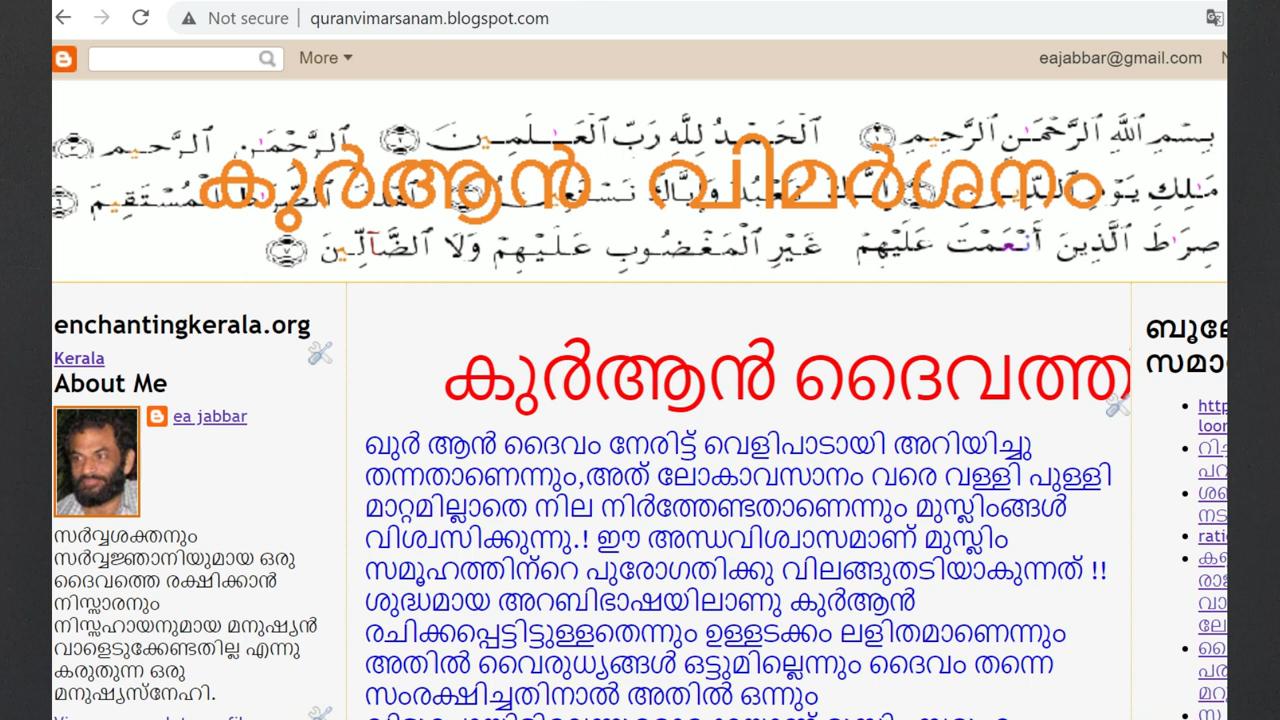 Not secure
quranvimarsanam.blogspot.com
More
eajabbar@gmail.com
بِسْمِ ٱللَّهِ ٱلرَّحْمَٰنِ ٱلرَّحِيمِ ٱلْحَمْدُ لِلَّهِ رَبِّ ٱلْعَٰلَمِينَ ٱلرَّحْمَٰنِ ٱلرَّحِيمِ
കുർആൻ വിമർശനം
مَٰلِكِ يَوْمِ ٱلدِّينِ
صِرَٰطَ ٱلَّذِينَ أَنْعَمْتَ عَلَيْهِمْ غَيْرِ ٱلْمَغْضُوبِ عَلَيْهِمْ وَلَا ٱلضَّآلِّينَ
enchantingkerala.org
Kerala
About Me
ea jabbar
സർവ്വശക്തനും
സർവ്വജ്ഞാനിയുമായ ഒരു
ദൈവത്തെ രക്ഷിക്കാൻ
നിസ്സാരനും
നിസ്സഹായനുമായ മനുഷ്യൻ
വാളെടുക്കേണ്ടതില്ല എന്നു
കരുതുന്ന ഒരു
മനുഷ്യസ്നേഹി.
കുർആൻ
ഖുർ ആൻ ദൈവം നേരിട്ട് വെളിപാടായി അറിയിച്ചു
തന്നതാണെന്നും,അത് ലോകാവസാനം വരെ വള്ളി പുള്ളി
മാറ്റമില്ലാതെ നില നിർത്തേണ്ടതാണെന്നും മുസ്ലിംങ്ങൾ
വിശ്വസിക്കുന്നു.! ഈ അന്ധവിശ്വാസമാണ് മുസ്ലിം
സമൂഹത്തിന്റെ പുരോഗതിക്കു വിലങ്ങുതടിയാകുന്നത് !!
ശുദ്ധമായ അറബിഭാഷയിലാണു കുർആൻ
രചിക്കപ്പെട്ടിട്ടുള്ളതെന്നും ഉള്ളടക്കം ലളിതമാണെന്നും
അതിൽ വൈരുധ്യങ്ങൾ ഒട്ടുമില്ലെന്നും ദൈവം തന്നെ
സംരക്ഷിച്ചതിനാൽ അതിൽ ഒന്നും